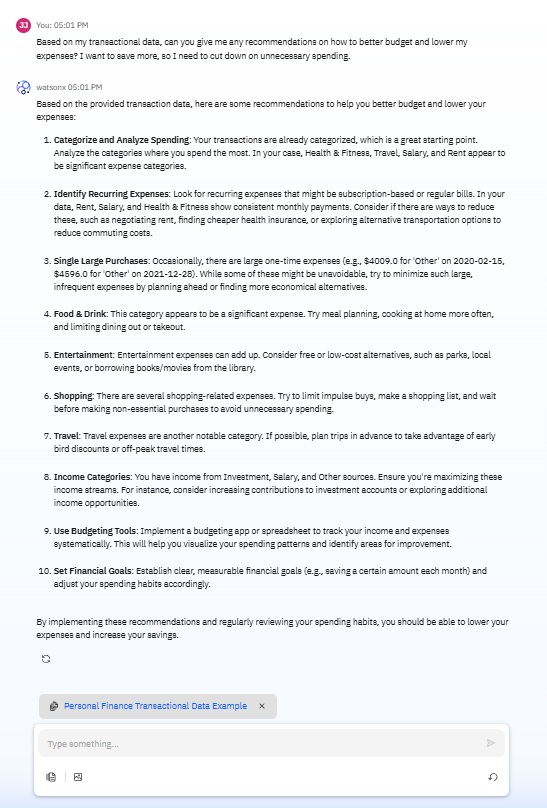 JJ You: 05:01 PM
Based on my transactional data, can you give me any recommendations on how to better budget and lower my
expenses? I want to save more, so I need to cut down on unnecessary spending.
watsonx 05:01 PM
Based on the provided transaction data, here are some recommendations to help you better budget and lower your
expenses:
1. Categorize and Analyze Spending: Your transactions are already categorized, which is a great starting point.
Analyze the categories where you spend the most. In your case, Health & Fitness, Travel, Salary, and Rent appear to
be significant expense categories.
2. Identify Recurring Expenses: Look for recurring expenses that might be subscription-based or regular bills. In your
data, Rent, Salary, and Health & Fitness show consistent monthly payments. Consider if there are ways to reduce
these, such as negotiating rent, finding cheaper health insurance, or exploring alternative transportation options to
reduce commuting costs.
3. Single Large Purchases: Occasionally, there are large one-time expenses (e.g., $4009.0 for 'Other' on 2020-02-15,
$4596.0 for 'Other' on 2021-12-28). While some of these might be unavoidable, try to minimize such large,
infrequent expenses by planning ahead or finding more economical alternatives.
4. Food & Drink: This category appears to be a significant expense. Try meal planning, cooking at home more often,
and limiting dining out or takeout.
5. Entertainment: Entertainment expenses can add up. Consider free or low-cost alternatives, such as parks, local
events, or borrowing books/movies from the library.
6. Shopping: There are several shopping-related expenses. Try to limit impulse buys, make a shopping list, and wait
before making non-essential purchases to avoid unnecessary spending.
7. Travel: Travel expenses are another notable category. If possible, plan trips in advance to take advantage of early
bird discounts or off-peak travel times.
8. Income Categories: You have income from Investment, Salary, and Other sources. Ensure you're maximizing these
income streams. For instance, consider increasing contributions to investment accounts or exploring additional
income opportunities.
9. Use Budgeting Tools: Implement a budgeting app or spreadsheet to track your income and expenses
systematically. This will help you visualize your spending patterns and identify areas for improvement.
10. Set Financial Goals: Establish clear, measurable financial goals (e.g., saving a certain amount each month) and
adjust your spending habits accordingly.
By implementing these recommendations and regularly reviewing your spending habits, you should be able to lower your
expenses and increase your savings.
Personal Finance Transactional Data Example
Type something...